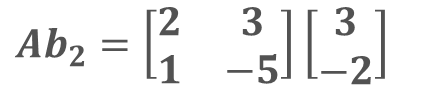 Ab₂ = [2 3; 1 −5] [3; −2]